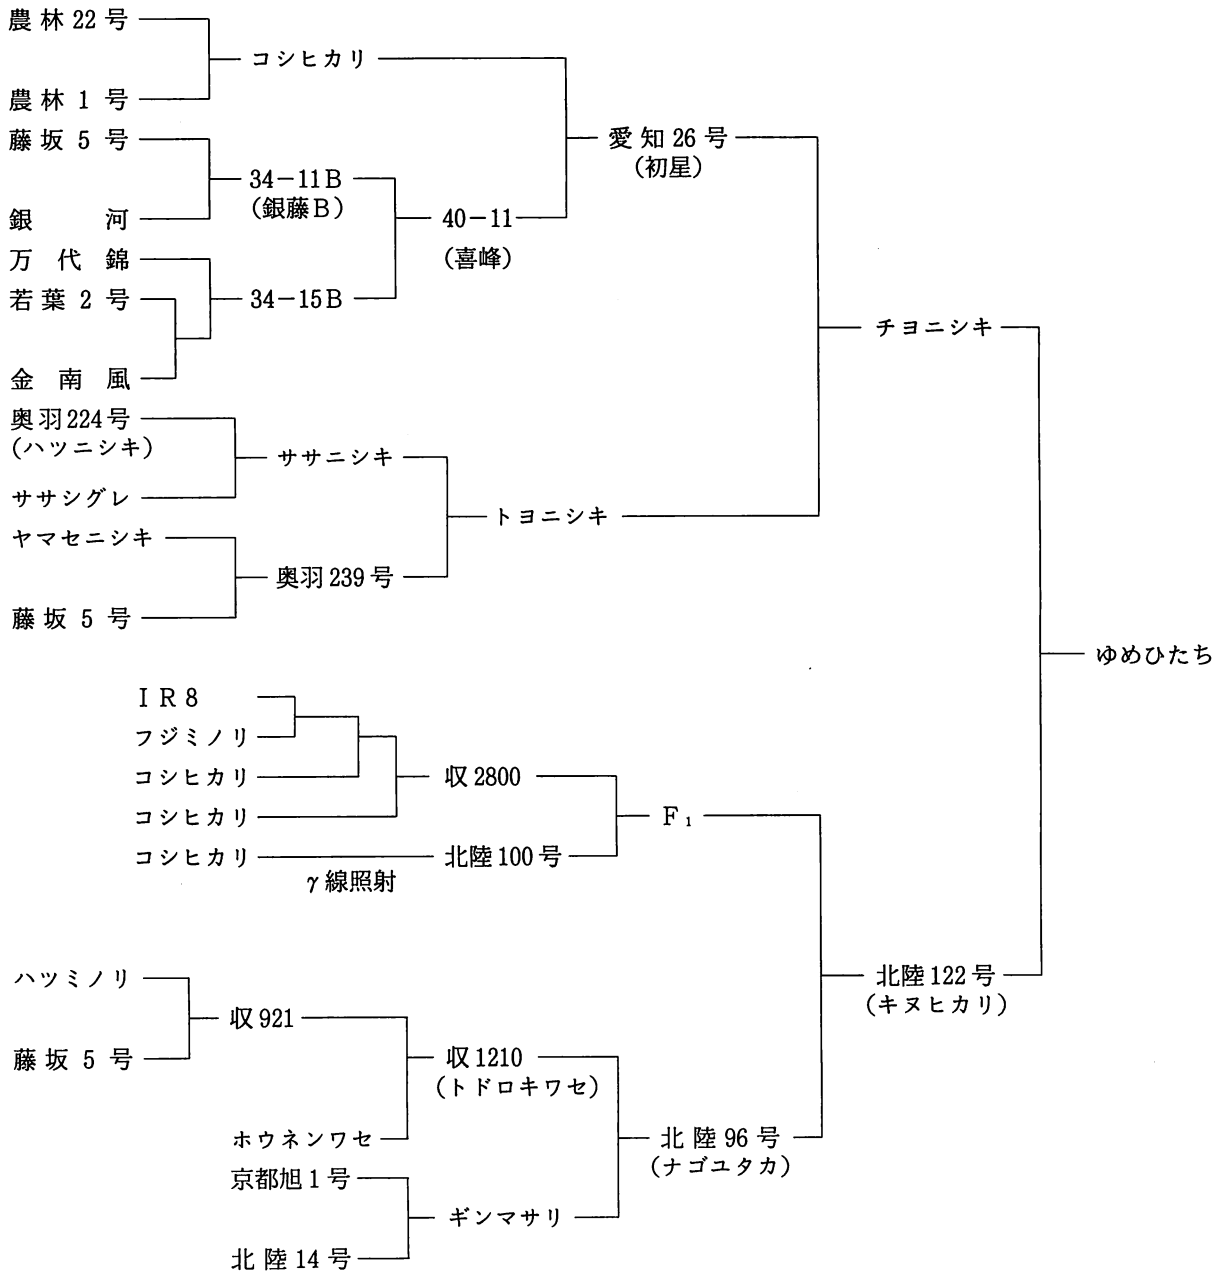 農林22号
コシヒカリ
農林1号
藤坂5号
愛知26号
(初星)
34-11B
(銀藤B)
銀河
40-11
(喜峰)
万代錦
若葉2号
34-15B
チヨニシキ
金南風
奥羽224号
(ハツニシキ)
ササニシキ
ササシグレ
トヨニシキ
ヤマセニシキ
奥羽239号
藤坂5号
ゆめひたち
IR8
フジミノリ
コシヒカリ
収2800
コシヒカリ
F₁
コシヒカリ
北陸100号
γ線照射
ハツミノリ
北陸122号
(キヌヒカリ)
収921
藤坂5号
収1210
(トドロキワセ)
ホウネンワセ
北陸96号
(ナゴユタカ)
京都旭1号
ギンマサリ
北陸14号